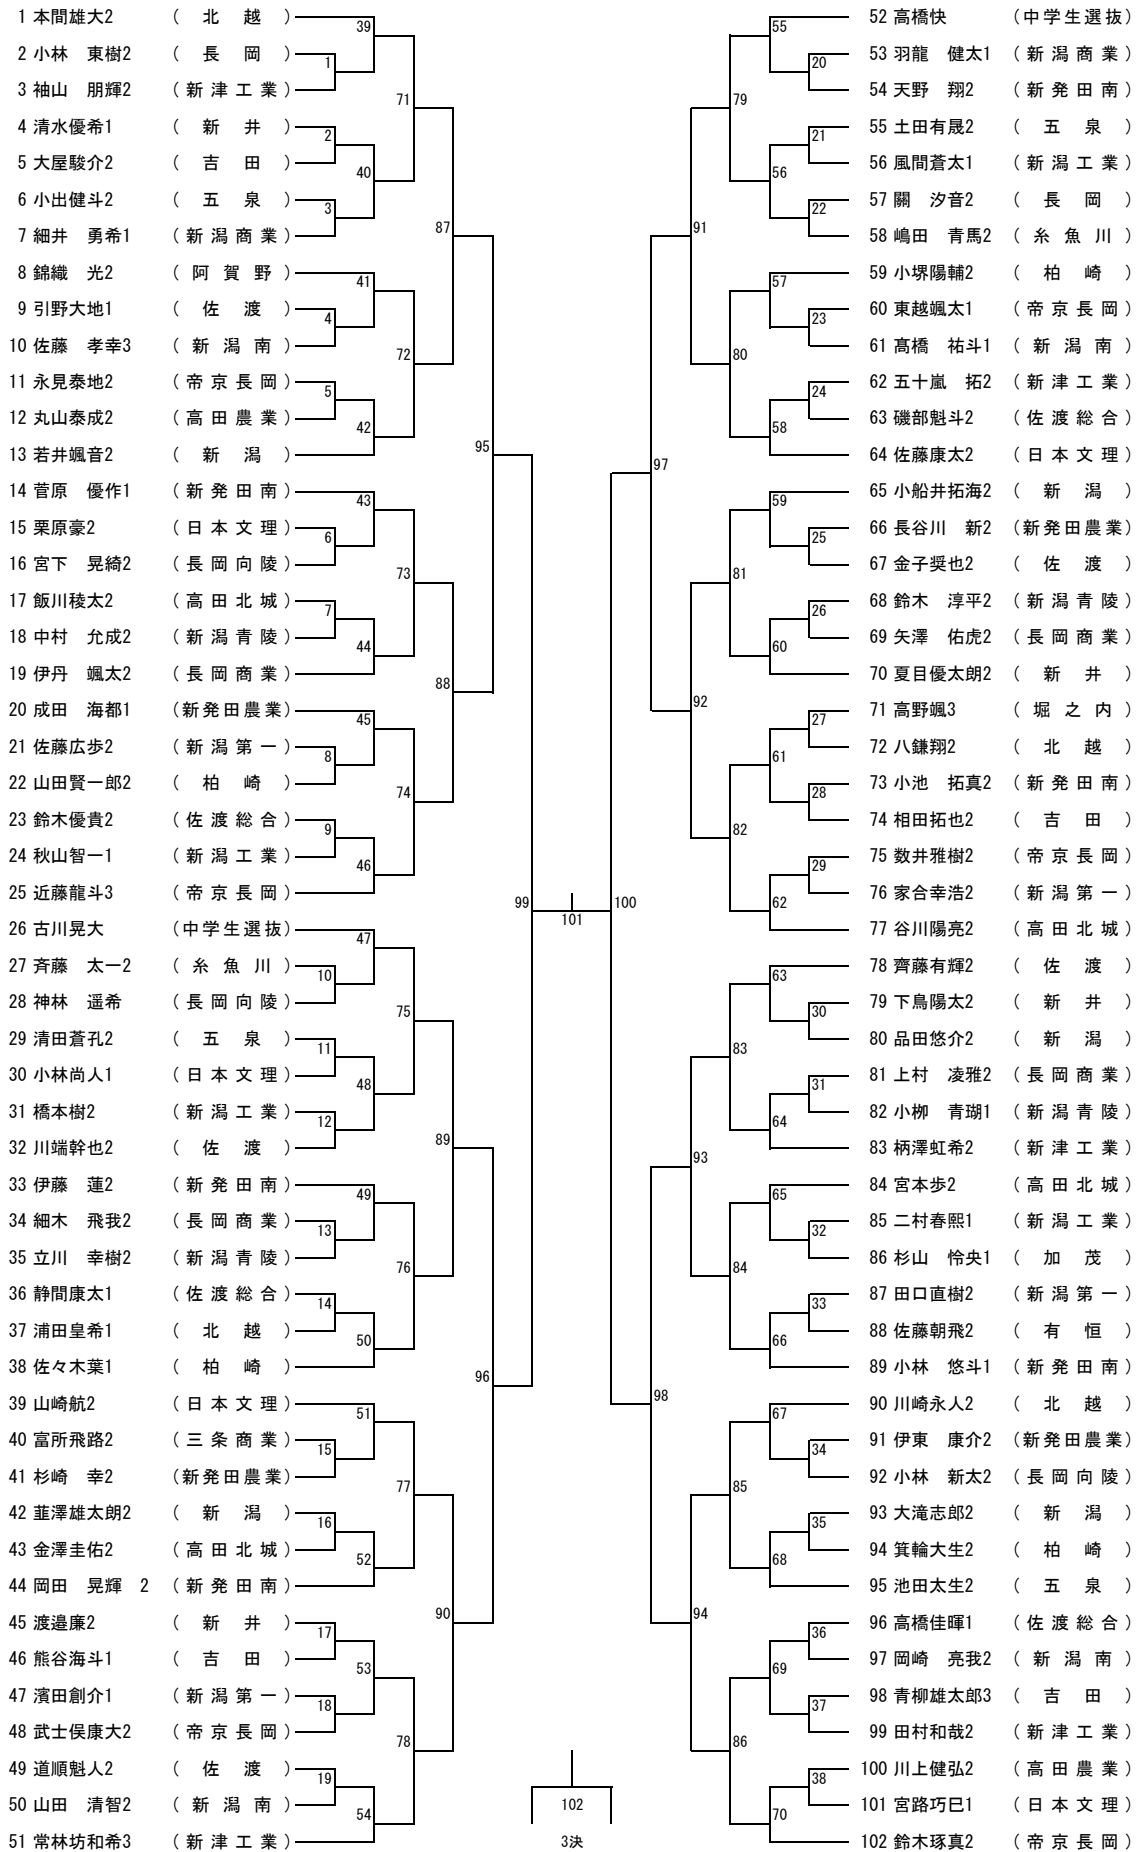 1 本間雄大2 （ 北 越 ）
2 小林 東樹2 （ 長 岡 ）
3 袖山 朋輝2 （ 新 津 工 業 ）
4 清水優希1 （ 新 井 ）
5 大屋駿介2 （ 吉 田 ）
6 小出健斗2 （ 五 泉 ）
7 細井 勇希1 （ 新 潟 商 業 ）
8 錦織 光2 （ 阿 賀 野 ）
9 引野大地1 （ 佐 渡 ）
10 佐藤 孝幸3 （ 新 潟 南 ）
11 永見泰地2 （ 帝 京 長 岡 ）
12 丸山泰成2 （ 高 田 農 業 ）
13 若井颯音2 （ 新 潟 ）
14 菅原 優作1 （ 新 発 田 南 ）
15 栗原豪2 （ 日 本 文 理 ）
16 宮下 晃綺2 （ 長 岡 向 陵 ）
17 飯川稜太2 （ 高 田 北 城 ）
18 中村 允成2 （ 新 潟 青 陵 ）
19 伊丹 颯太2 （ 長 岡 商 業 ）
20 成田 海都1 （新 発 田 農 業）
21 佐藤広歩2 （ 新 潟 第 一 ）
22 山田賢一郎2 （ 柏 崎 ）
23 鈴木優貴2 （ 佐 渡 総 合 ）
24 秋山智一1 （ 新 潟 工 業 ）
25 近藤龍斗3 （ 帝 京 長 岡 ）
26 古川晃大 （中 学 生 選 抜）
27 斉藤 太一2 （ 糸 魚 川 ）
28 神林 遥希 （ 長 岡 向 陵 ）
29 清田蒼孔2 （ 五 泉 ）
30 小林尚人1 （ 日 本 文 理 ）
31 橋本樹2 （ 新 潟 工 業 ）
32 川端幹也2 （ 佐 渡 ）
33 伊藤 蓮2 （ 新 発 田 南 ）
34 細木 飛我2 （ 長 岡 商 業 ）
35 立川 幸樹2 （ 新 潟 青 陵 ）
36 静間康太1 （ 佐 渡 総 合 ）
37 浦田皇希1 （ 北 越 ）
38 佐々木葉1 （ 柏 崎 ）
39 山崎航2 （ 日 本 文 理 ）
40 富所飛路2 （ 三 条 商 業 ）
41 杉崎 幸2 （新 発 田 農 業）
42 韮澤雄太朗2 （ 新 潟 ）
43 金澤圭佑2 （ 高 田 北 城 ）
44 岡田 晃輝 2 （ 新 発 田 南 ）
45 渡邉廉2 （ 新 井 ）
46 熊谷海斗1 （ 吉 田 ）
47 濱田創介1 （ 新 潟 第 一 ）
48 武士俣康大2 （ 帝 京 長 岡 ）
49 道順魁人2 （ 佐 渡 ）
50 山田 清智2 （ 新 潟 南 ）
51 常林坊和希3 （ 新 津 工 業 ）
1
2
3
4
5
6
7
8
9
10
11
12
13
14
15
16
17
18
19
39
40
41
42
43
44
45
46
47
48
49
50
51
52
53
54
71
72
73
74
75
76
77
78
87
88
89
90
95
96
99
101
100
102
3決
97
98
91
92
93
94
79
80
81
82
83
84
85
86
55
56
57
58
59
60
61
62
63
64
65
66
67
68
69
70
20
21
22
23
24
25
26
27
28
29
30
31
32
33
34
35
36
37
38
52 高橋快 （中 学 生 選 抜）
53 羽龍 健太1 （ 新 潟 商 業 ）
54 天野 翔2 （ 新 発 田 南 ）
55 土田有晟2 （ 五 泉 ）
56 風間蒼太1 （ 新 潟 工 業 ）
57 關 汐音2 （ 長 岡 ）
58 嶋田 青馬2 （ 糸 魚 川 ）
59 小堺陽輔2 （ 柏 崎 ）
60 東越颯太1 （ 帝 京 長 岡 ）
61 髙橋 祐斗1 （ 新 潟 南 ）
62 五十嵐 拓2 （ 新 津 工 業 ）
63 磯部魁斗2 （ 佐 渡 総 合 ）
64 佐藤康太2 （ 日 本 文 理 ）
65 小船井拓海2 （ 新 潟 ）
66 長谷川 新2 （新 発 田 農 業）
67 金子奨也2 （ 佐 渡 ）
68 鈴木 淳平2 （ 新 潟 青 陵 ）
69 矢澤 佑虎2 （ 長 岡 商 業 ）
70 夏目優太朗2 （ 新 井 ）
71 高野颯3 （ 堀 之 内 ）
72 八鎌翔2 （ 北 越 ）
73 小池 拓真2 （ 新 発 田 南 ）
74 相田拓也2 （ 吉 田 ）
75 数井雅樹2 （ 帝 京 長 岡 ）
76 家合幸浩2 （ 新 潟 第 一 ）
77 谷川陽亮2 （ 高 田 北 城 ）
78 齊藤有輝2 （ 佐 渡 ）
79 下鳥陽太2 （ 新 井 ）
80 品田悠介2 （ 新 潟 ）
81 上村 凌雅2 （ 長 岡 商 業 ）
82 小栁 青瑚1 （ 新 潟 青 陵 ）
83 柄澤虹希2 （ 新 津 工 業 ）
84 宮本歩2 （ 高 田 北 城 ）
85 二村春熙1 （ 新 潟 工 業 ）
86 杉山 怜央1 （ 加 茂 ）
87 田口直樹2 （ 新 潟 第 一 ）
88 佐藤朝飛2 （ 有 恒 ）
89 小林 悠斗1 （ 新 発 田 南 ）
90 川崎永人2 （ 北 越 ）
91 伊東 康介2 （新 発 田 農 業）
92 小林 新太2 （ 長 岡 向 陵 ）
93 大滝志郎2 （ 新 潟 ）
94 箕輪大生2 （ 柏 崎 ）
95 池田太生2 （ 五 泉 ）
96 高橋佳暉1 （ 佐 渡 総 合 ）
97 岡崎 亮我2 （ 新 潟 南 ）
98 青柳雄太郎3 （ 吉 田 ）
99 田村和哉2 （ 新 津 工 業 ）
100 川上健弘2 （ 高 田 農 業 ）
101 宮路巧巳1 （ 日 本 文 理 ）
102 鈴木琢真2 （ 帝 京 長 岡 ）